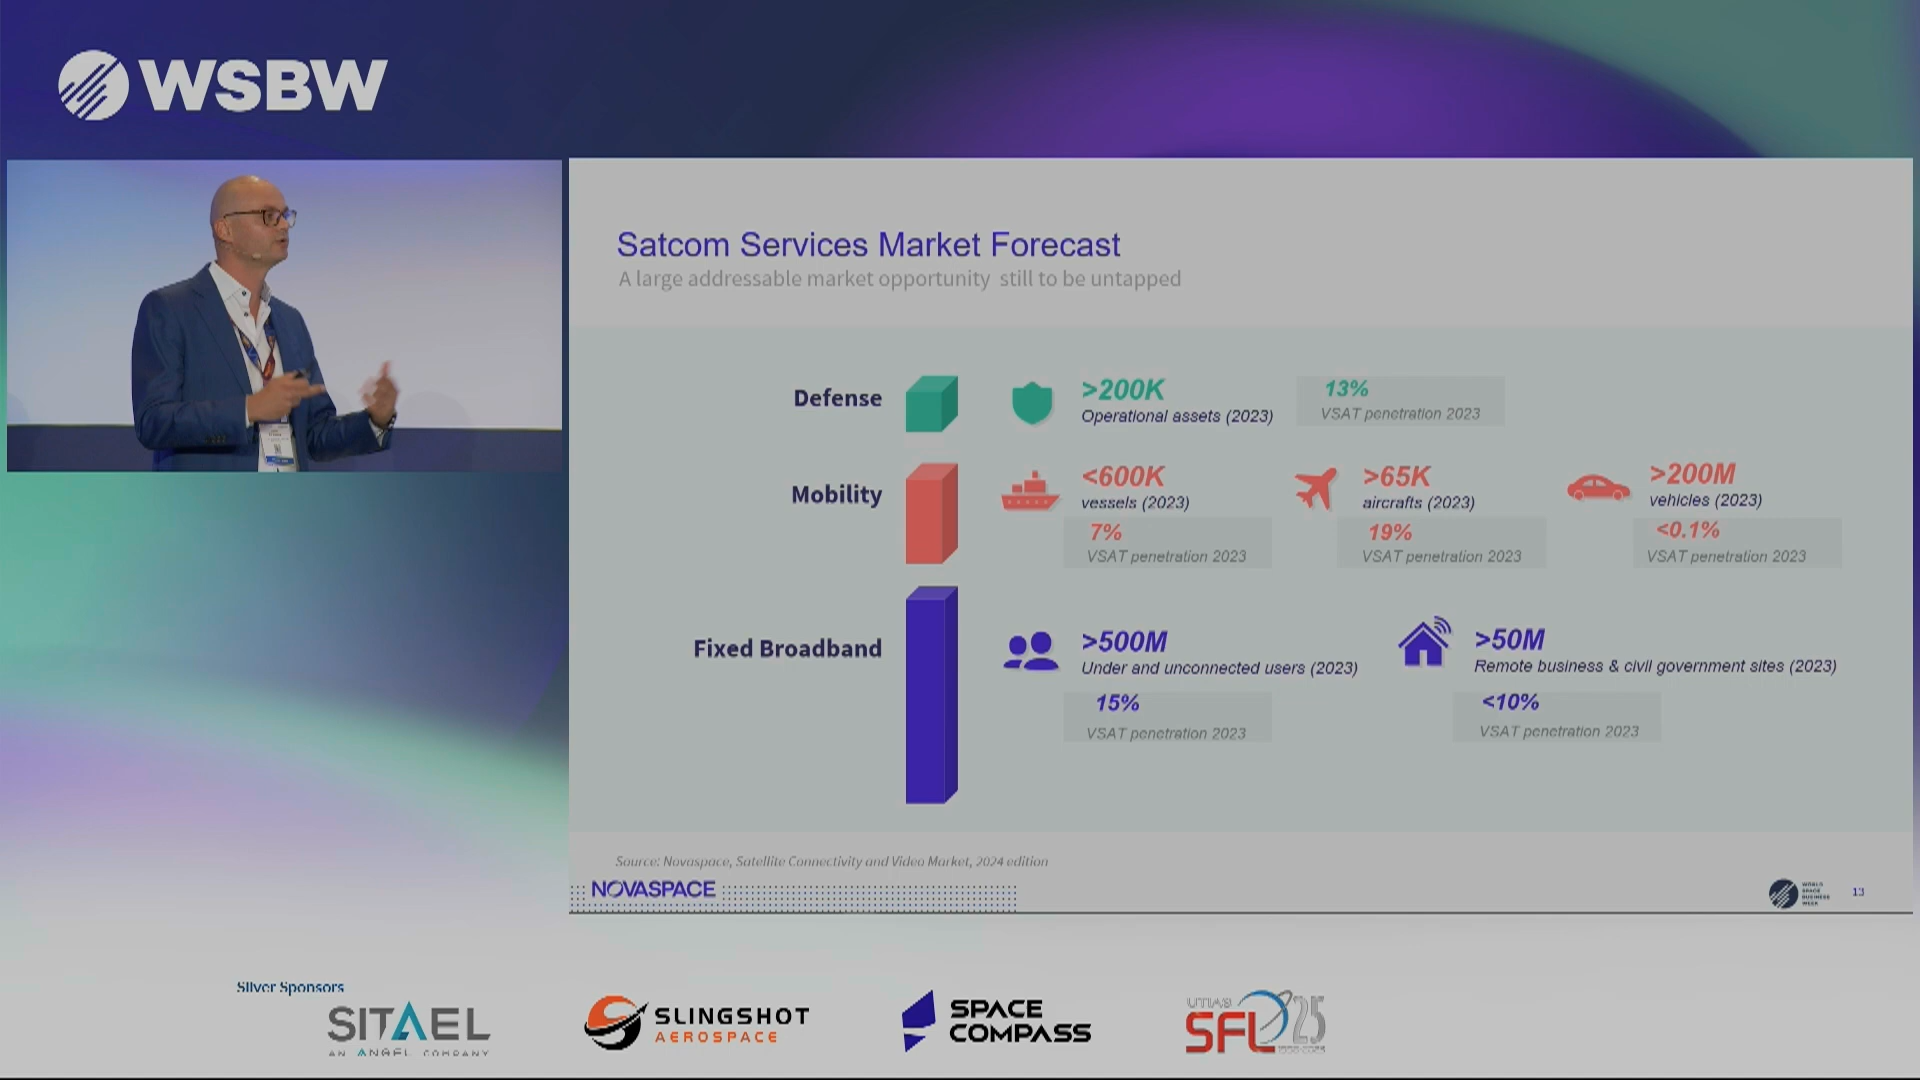 WSBW
Satcom Services Market Forecast
A large addressable market opportunity still to be untapped
Defense
>200K
Operational assets (2023)
13%
VSAT penetration 2023
Mobility
<600K
vessels (2023)
7%
VSAT penetration 2023
>65K
aircrafts (2023)
19%
VSAT penetration 2023
>200M
vehicles (2023)
<0.1%
VSAT penetration 2023
Fixed Broadband
>500M
Under and unconnected users (2023)
15%
VSAT penetration 2023
>50M
Remote business & civil government sites (2023)
<10%
VSAT penetration 2023
Source: Novaspace, Satellite Connectivity and Video Market, 2024 edition
NOVASPACE
WORLD
SPACE
BUSINESS
WEEK
13
Silver Sponsors
SITAEL
AN ANGEL COMPANY
SLINGSHOT
AEROSPACE
SPACE
COMPASS
UTIAS
SFL
25